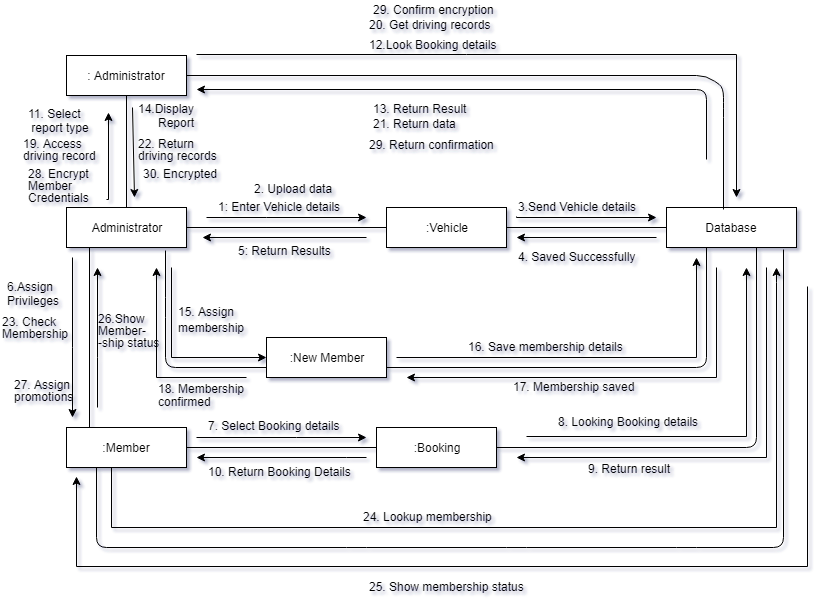 29. Confirm encryption
20. Get driving records
12.Look Booking details
: Administrator
11. Select
report type
19. Access
driving record
28. Encrypt
Member
Credentials
14.Display
Report
22. Return
driving records
30. Encrypted
13. Return Result
21. Return data
29. Return confirmation
2. Upload data
1: Enter Vehicle details
3.Send Vehicle details
Administrator
:Vehicle
Database
5: Return Results
4. Saved Successfully
6.Assign
Privileges
23. Check
Membership
27. Assign
promotions
26.Show
Member-
-ship status
15. Assign
membership
:New Member
16. Save membership details
17. Membership saved
18. Membership
confirmed
7. Select Booking details
8. Looking Booking details
:Member
:Booking
10. Return Booking Details
9. Return result
24. Lookup membership
25. Show membership status